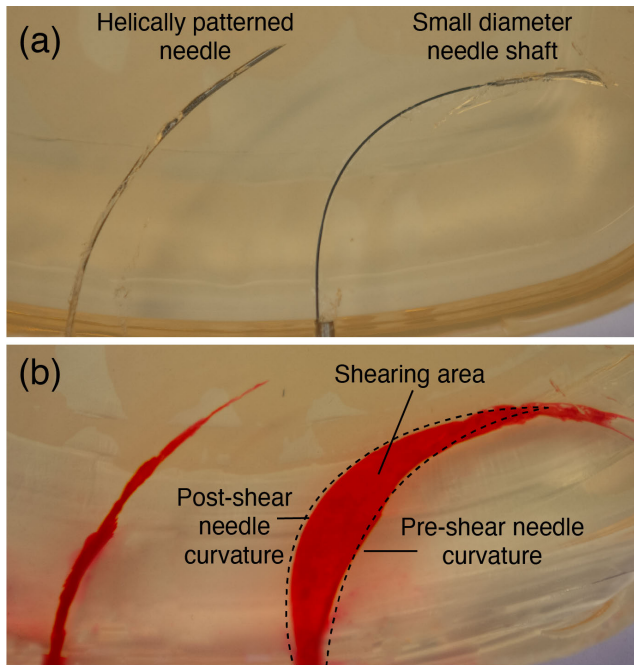 (a)
Helically patterned
needle
Small diameter
needle shaft
(b)
Shearing area
Post-shear
needle
curvature
Pre-shear needle
curvature